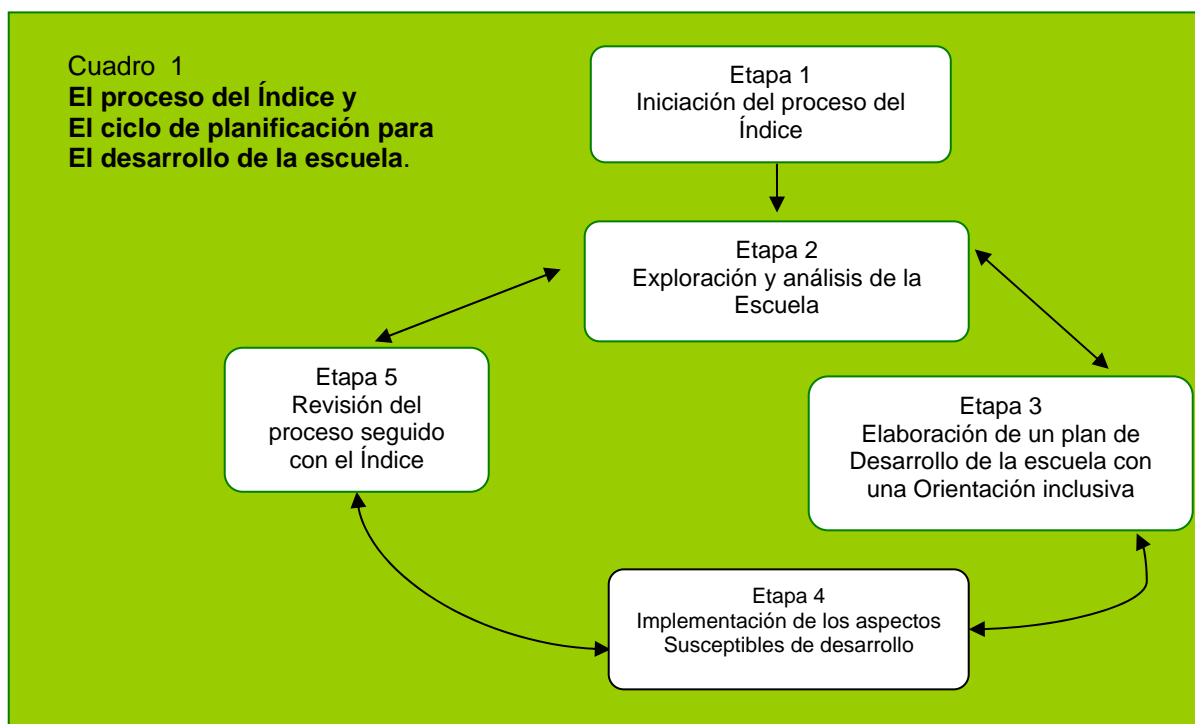 Cuadro 1
El proceso del Índice y
El ciclo de planificación para
El desarrollo de la escuela.
Etapa 1
Iniciación del proceso del
Índice
Etapa 2
Exploración y análisis de la
Escuela
Etapa 5
Revisión del
proceso seguido
con el Índice
Etapa 3
Elaboración de un plan de
Desarrollo de la escuela con
una Orientación inclusiva
Etapa 4
Implementación de los aspectos
Susceptibles de desarrollo